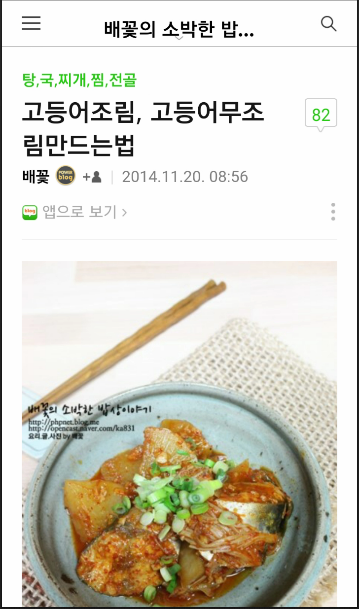 배꽃의 소박한 밥...
탕,국,찌개,찜,전골
고등어조림, 고등어무조
림만드는법
82
배꽃 POWER blog + 2014.11.20. 08:56
blog 앱으로 보기 >
배꽃의 소박한 밥상이야기
http://phpnet.blog.me
http://opencast.naver.com/ka831
요리,글,사진 by 배꽃